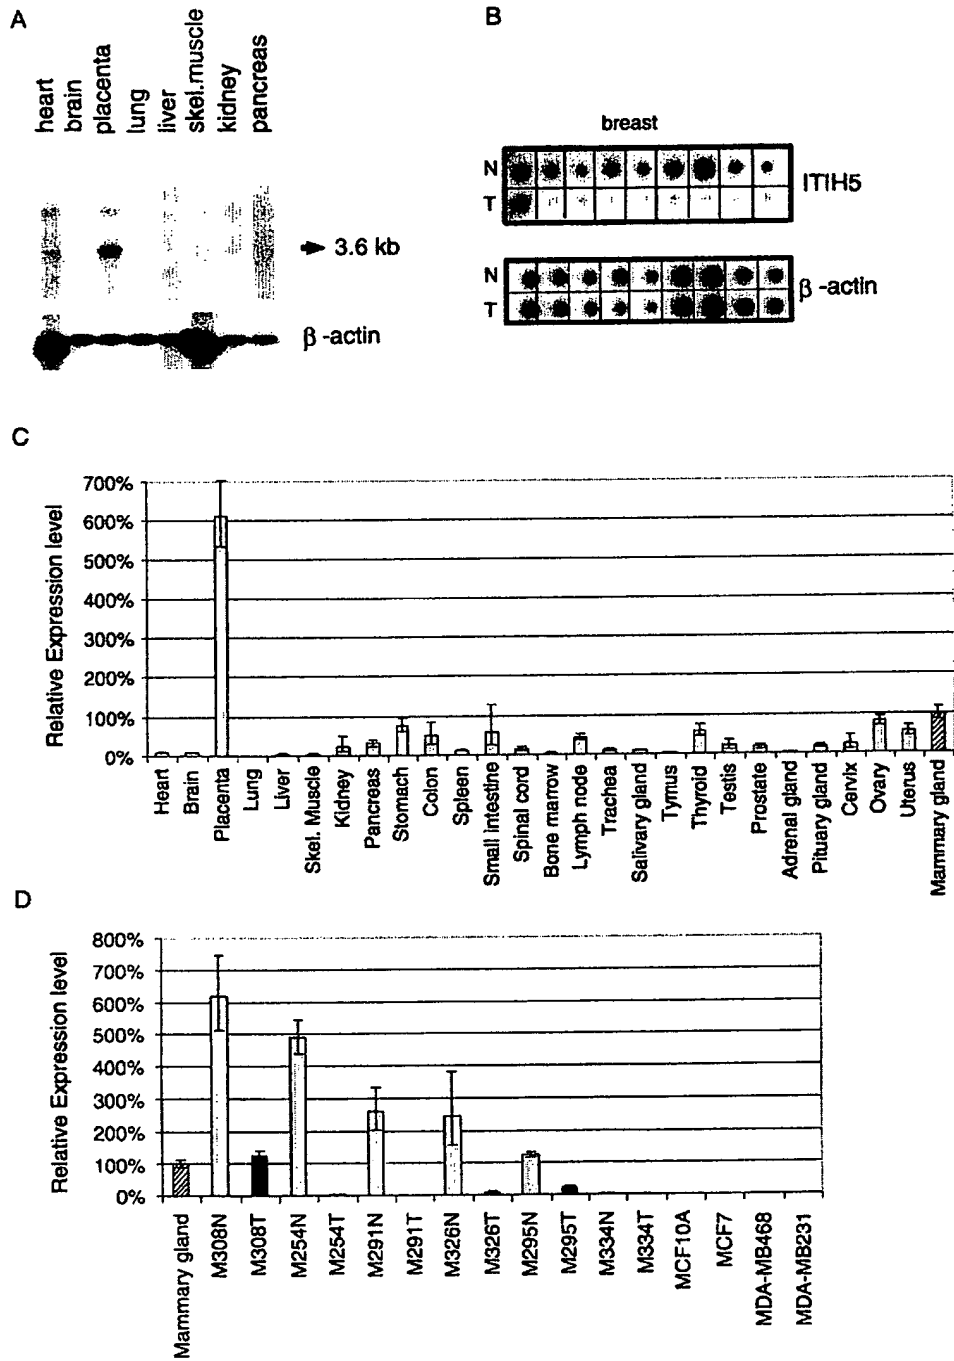 A
heart
brain
placenta
lung
liver
skel.muscle
kidney
pancreas
3.6 kb
β-actin
B
breast
N
T
ITIH5
N
T
β-actin
C
Relative Expression level
700%
600%
500%
400%
300%
200%
100%
0%
Heart
Brain
Placenta
Lung
Liver
Skel. Muscle
Kidney
Pancreas
Stomach
Colon
Spleen
Small intestine
Spinal cord
Bone marrow
Lymph node
Trachea
Salivary gland
Tymus
Thyroid
Testis
Prostate
Adrenal gland
Pituary gland
Cervix
Ovary
Uterus
Mammary gland
D
Relative Expression level
800%
700%
600%
500%
400%
300%
200%
100%
0%
Mammary gland
M308N
M308T
M254N
M254T
M291N
M291T
M326N
M326T
M295N
M295T
M334N
M334T
MCF10A
MCF7
MDA-MB468
MDA-MB231